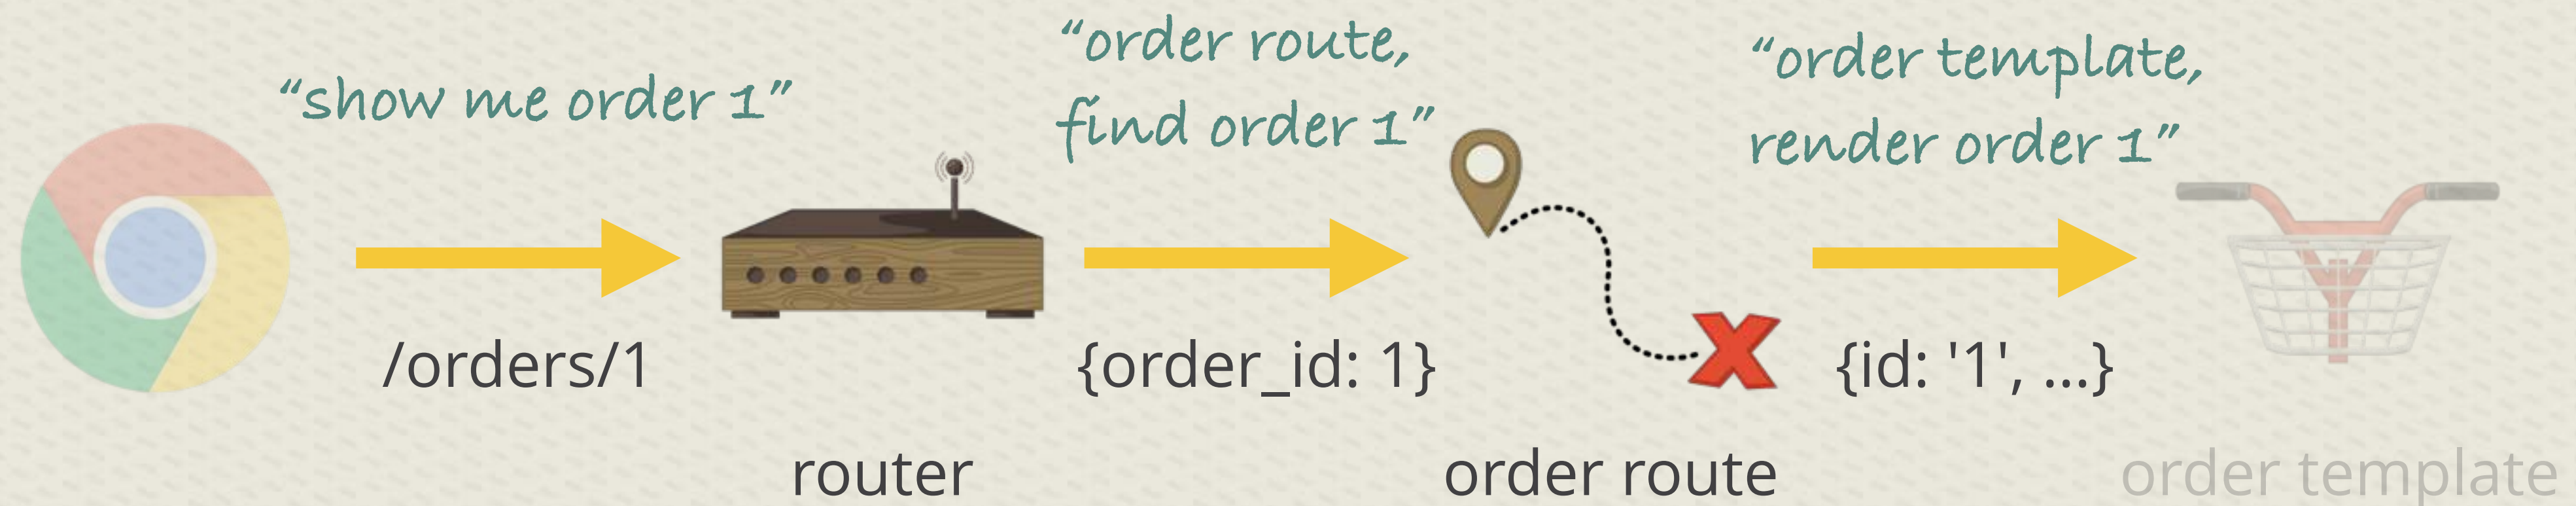 “show me order 1”
/orders/1
router
“order route,
find order 1”
{order_id: 1}
order route
“order template,
render order 1”
{id: '1', ...}
order template